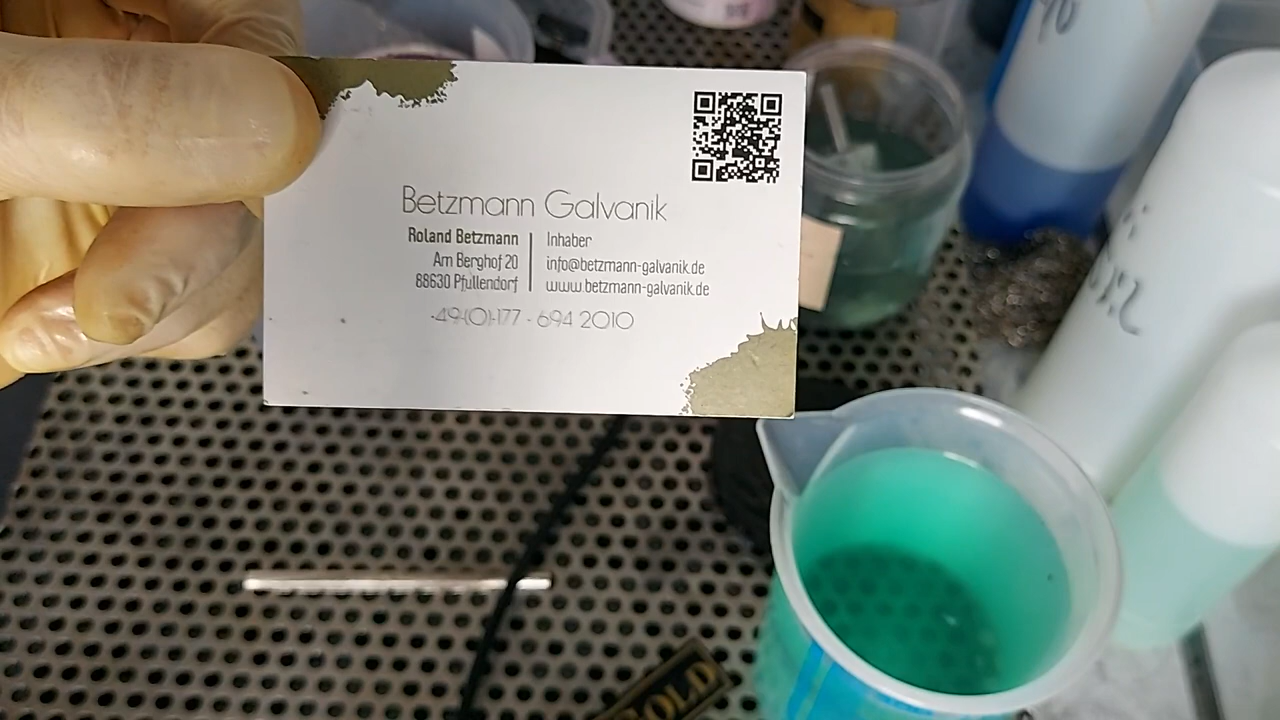 Betzmann Galvanik
Roland Betzmann
Am Berghof 20
88630 Pfullendorf
Inhaber
info@betzmann-galvanik.de
www.betzmann-galvanik.de
+49-(0)-177 - 694 2010
GOLD